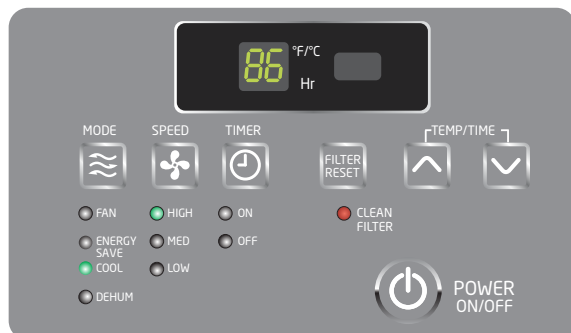 86 °F/°C
Hr
MODE SPEED TIMER TEMP/TIME
FILTER
RESET
FAN HIGH ON CLEAN
FILTER
ENERGY
SAVE
MED OFF
COOL LOW
DEHUM
POWER
ON/OFF